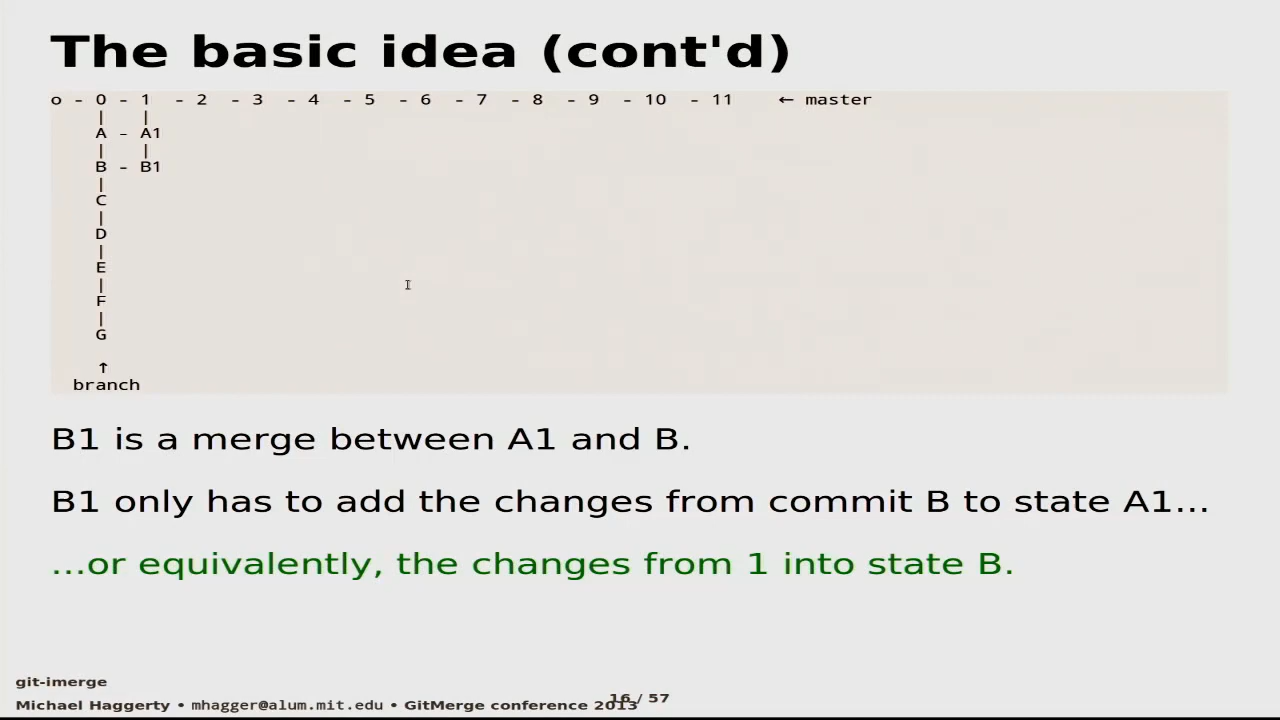 The basic idea (cont'd)
o - 0 - 1  - 2  - 3  - 4  - 5  - 6  - 7  - 8  - 9  - 10  - 11    ← master
    |   |
    A - A1
    |   |
    B - B1
    |
    C
    |
    D
    |
    E
    |
    F
    |
    G
    ↑
  branch
B1 is a merge between A1 and B.
B1 only has to add the changes from commit B to state A1...
...or equivalently, the changes from 1 into state B.
git-imerge
Michael Haggerty • mhagger@alum.mit.edu • GitMerge conference 2013
16 / 57